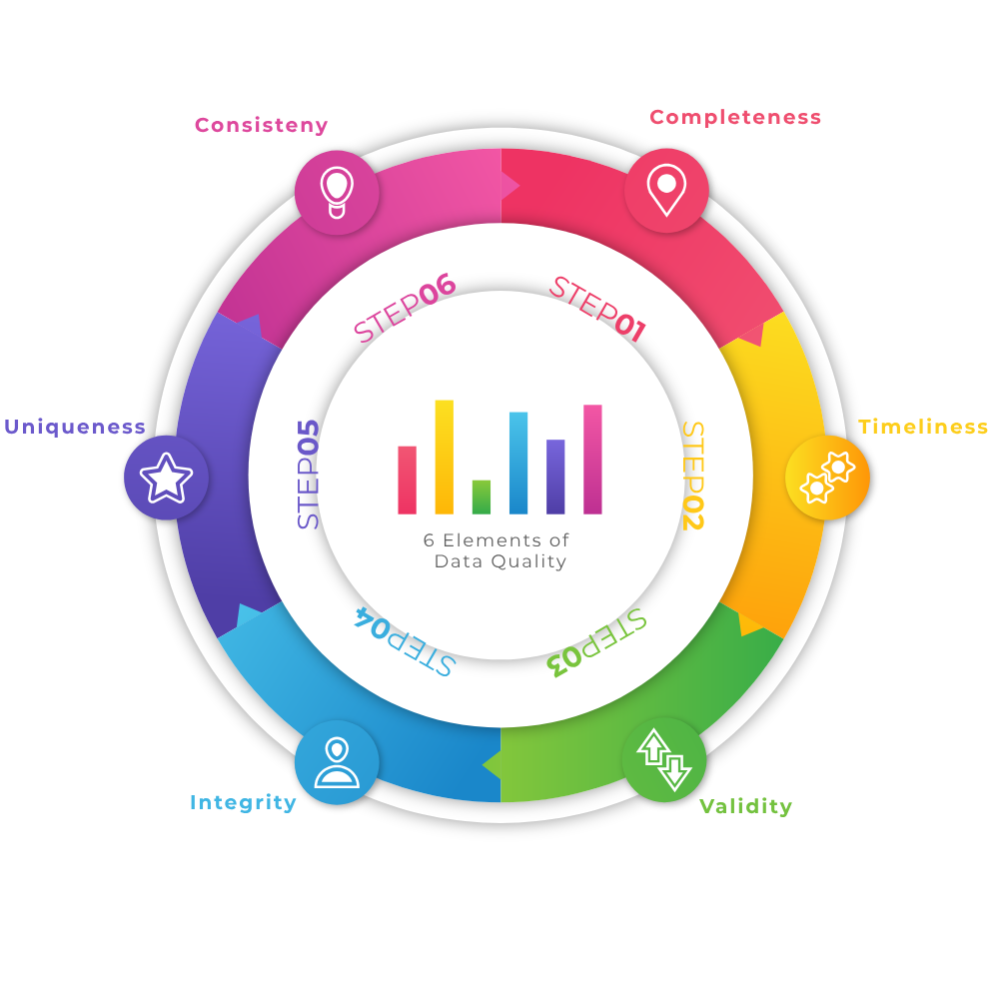 Consisteny
Completeness
STEP06
STEP01
Uniqueness
Timeliness
STEP05
STEP02
6 Elements of
Data Quality
STEP04
STEP03
Integrity
Validity